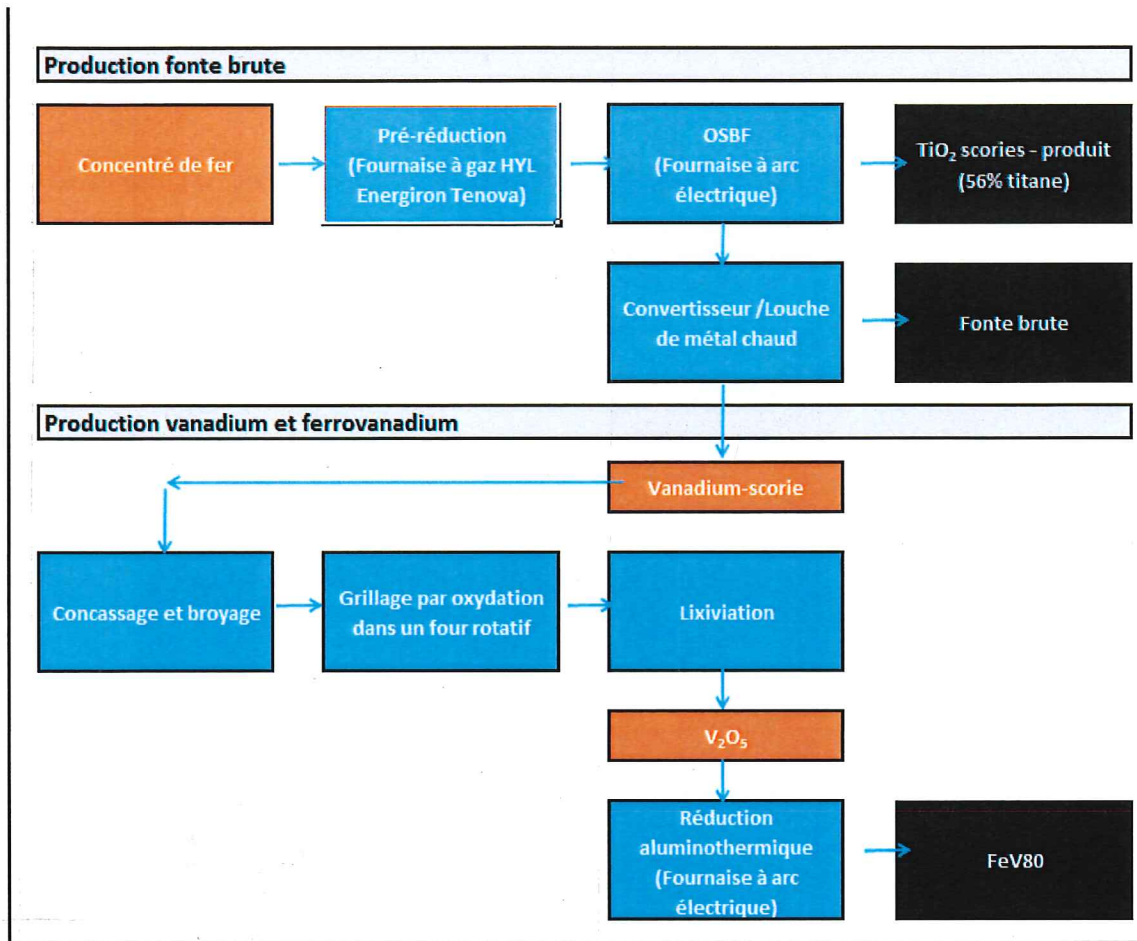 Production fonte brute
Concentré de fer
Pré-réduction
(Fournaise à gaz HYL
Energiron Tenova)
OSBF
(Fournaise à arc
électrique)
TiO₂ scories - produit
(56% titane)
Convertisseur /Louche
de métal chaud
Fonte brute
Production vanadium et ferrovanadium
Vanadium-scorie
Concassage et broyage
Grillage par oxydation
dans un four rotatif
Lixiviation
V₂O₅
Réduction
aluminothermique
(Fournaise à arc
électrique)
FeV80